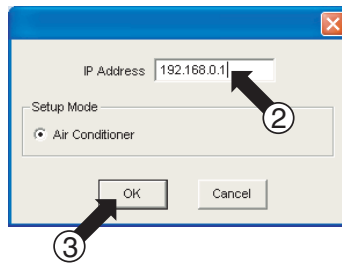 IP Address 192.168.0.1
②
Setup Mode
Air Conditioner
OK Cancel
③